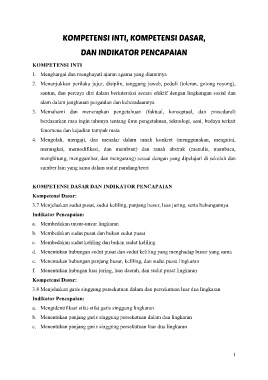 KOMPETENSI INTI, KOMPETENSI DASAR,
DAN INDIKATOR PENCAPAIAN
KOMPETENSI INTI
1. Menghargai dan menghayati ajaran agama yang dianutnya
2. Menunjukkan perilaku jujur, disiplin, tanggung jawab, peduli (toleran, gotong royong),
santun, dan percaya diri dalam berinteraksi secara efektif dengan lingkungan sosial dan
alam dalam jangkauan pergaulan dan keberadaannya
3. Memahami dan menerapkan pengetahuan (faktual, konseptual, dan prosedural)
berdasarkan rasa ingin tahunya tentang ilmu pengetahuan, teknologi, seni, budaya terkait
fenomena dan kejadian tampak mata
4. Mengolah, menyaji, dan menalar dalam ranah konkret (menggunakan, mengurai,
merangkai, memodifikasi, dan membuat) dan ranah abstrak (menulis, membaca,
menghitung, menggambar, dan mengarang) sesuai dengan yang dipelajari di sekolah dan
sumber lain yang sama dalam sudut pandang/teori
KOMPETENSI DASAR DAN INDIKATOR PENCAPAIAN
Kompetensi Dasar:
3.7 Menjelaskan sudut pusat, sudut keliling, panjang busur, luas juring, serta hubungannya
Indikator Pencapaian:
a. Membedakan unsur-unsur lingkaran
b. Membedakan sudut pusat dan bukan sudut pusat
c. Membedakan sudut keliling dan bukan sudut keliling
d. Menentukan hubungan sudut pusat dan sudut keliling yang menghadap busur yang sama
e. Menentukan hubungan panjang busur, keliling, dan sudut pusat lingkaran
f. Menentukan hubungan luas juring, luas daerah, dan sudut pusat lingkaran
Kompetensi Dasar:
3.8 Menjelaskan garis singgung persekutuan dalam dan persekutuan luar dua lingkaran
Indikator Pencapaian:
a. Mengidentifikasi sifat-sifat garis singgung lingkaran
b. Menentukan panjang garis singgung persekutuan dalam dua lingkaran
c. Menentukan panjang garis singgung persekutuan luar dua lingkaran
1